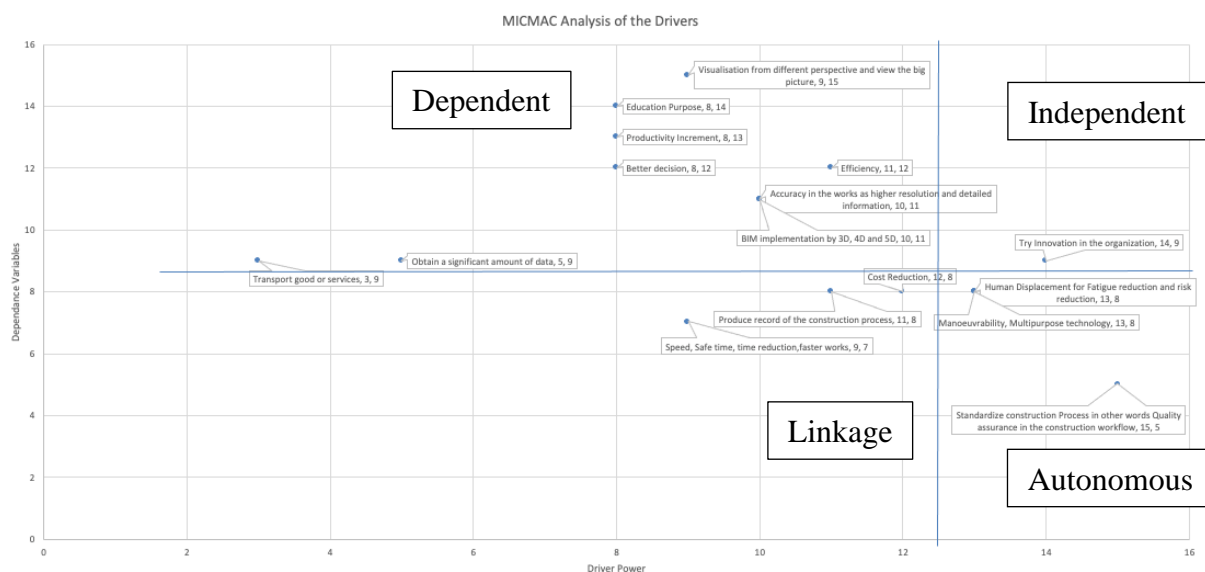 MICMAC Analysis of the Drivers
16
14
12
10
8
6
4
2
0
Dependance Variables
Dependent
Independent
Linkage
Autonomous
Visualisation from different perspective and view the big
picture, 9, 15
Education Purpose, 8, 14
Productivity Increment, 8, 13
Better decision, 8, 12
Efficiency, 11, 12
Accuracy in the works as higher resolution and detailed
information, 10, 11
BIM implementation by 3D, 4D and 5D, 10, 11
Try Innovation in the organization, 14, 9
Obtain a significant amount of data, 5, 9
Transport good or services, 3, 9
Cost Reduction, 12, 8
Human Displacement for Fatigue reduction and risk
reduction, 13, 8
Produce record of the construction process, 11, 8
Manoeuvrability, Multipurpose technology, 13, 8
Speed, Safe time, time reduction,faster works, 9, 7
Standardize construction Process in other words Quality
assurance in the construction workflow, 15, 5
0 2 4 6 8 10 12 14 16
Driver Power